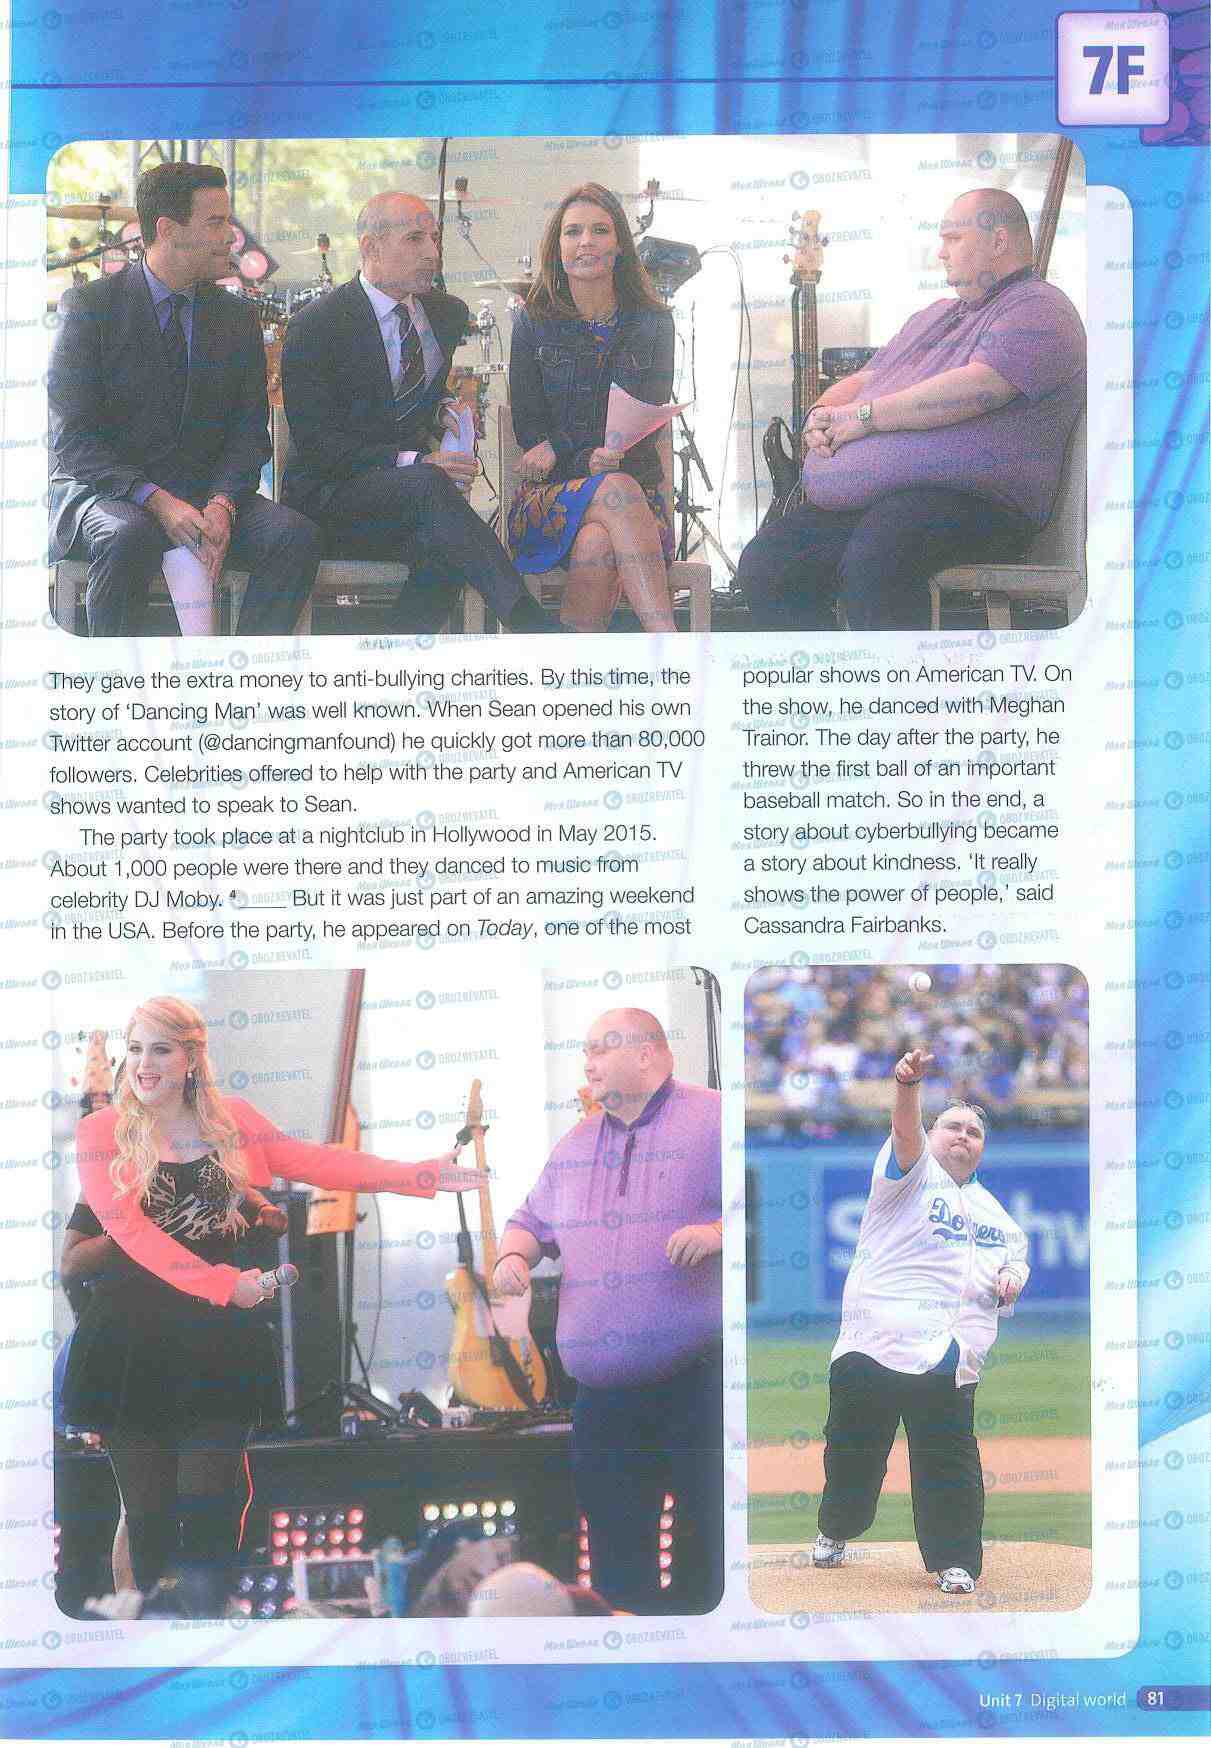 7F
They gave the extra money to anti-bullying charities. By this time, the
story of ‘Dancing Man’ was well known. When Sean opened his own
Twitter account (@dancingmanfound) he quickly got more than 80,000
followers. Celebrities offered to help with the party and American TV
shows wanted to speak to Sean.
The party took place at a nightclub in Hollywood in May 2015.
About 1,000 people were there and they danced to music from
celebrity DJ Moby. 4____ But it was just part of an amazing weekend
in the USA. Before the party, he appeared on Today, one of the most
popular shows on American TV. On
the show, he danced with Meghan
Trainor. The day after the party, he
threw the first ball of an important
baseball match. So in the end, a
story about cyberbullying became
a story about kindness. ‘It really
shows the power of people,’ said
Cassandra Fairbanks.
Dodgers
Unit 7 Digital world 81
Моя Школа OBOZREVATEL